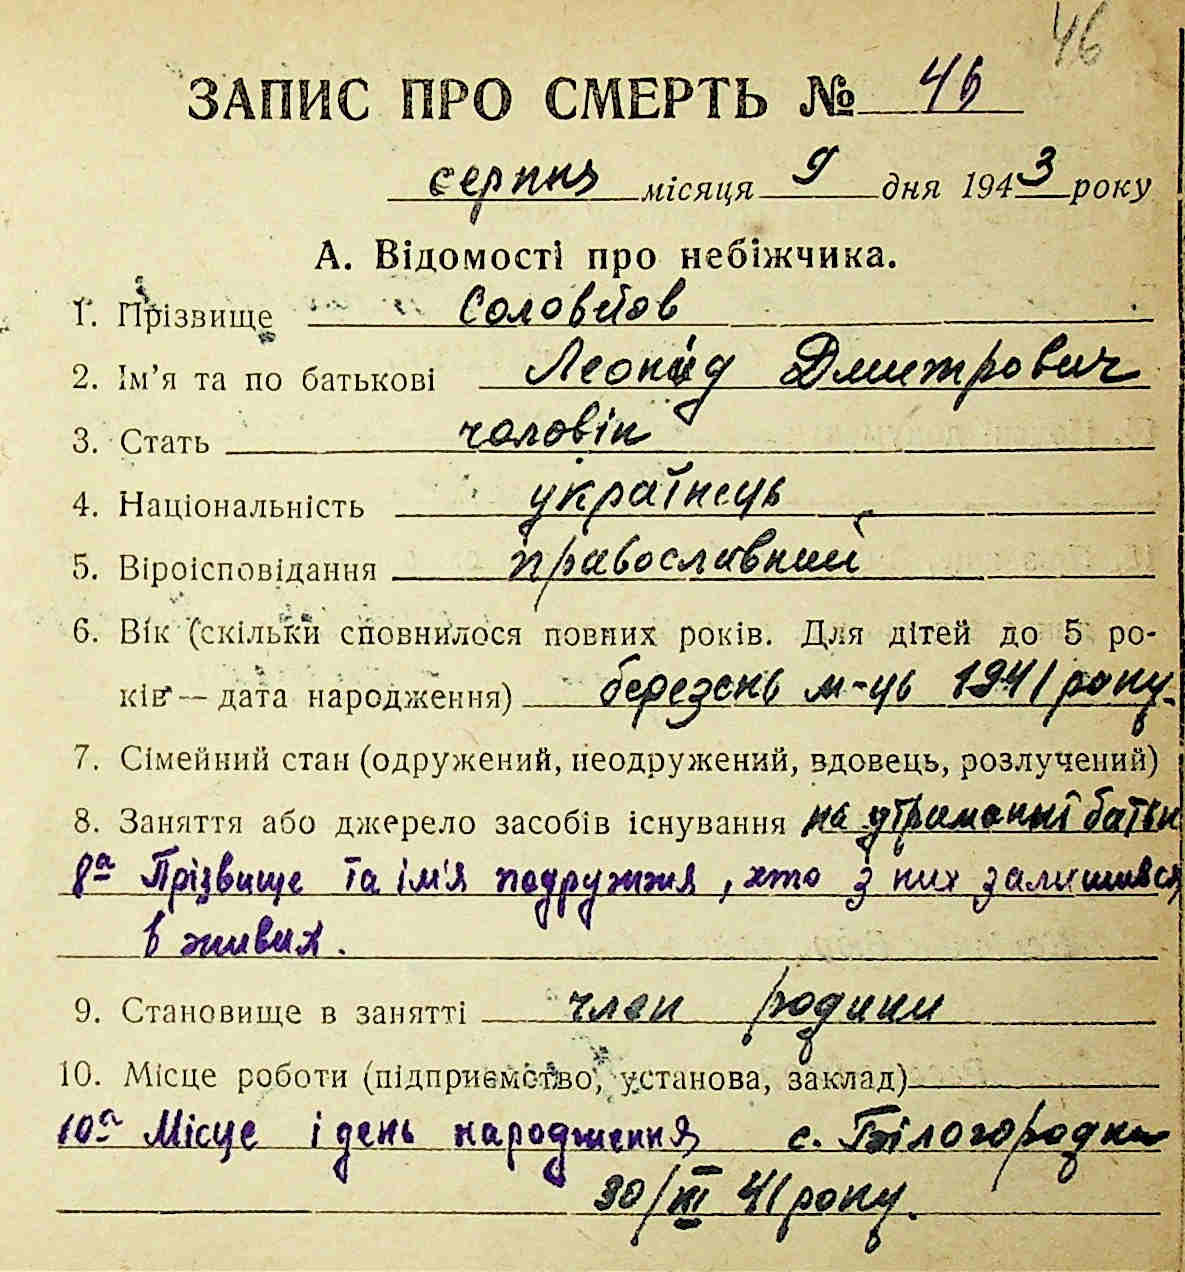 46
ЗАПИС ПРО СМЕРТЬ № 46
серпня місяця 9 дня 1943 року
А. Відомості про небіжчика.
1. Прізвище Соловйов
2. Ім’я та по батькові Леонид Дмитрович
3. Стать чоловік
4. Національність українець
5. Віроісповідання православний
6. Вік (скільки сповнилося повних років. Для дітей до 5 ро-
ків — дата народження) березень м-ць 1941 року.
7. Сімейний стан (одружений, неодружений, вдовець, розлучений)
8. Заняття або джерело засобів існування на утриманні батьк
8а Прізвище та ім'я подружжя, хто з них залишився
в живих.
9. Становище в занятті член родини
10. Місце роботи (підприємство, установа, заклад)
10а Місце і день народження с. Білогородка
30/III 41 року.